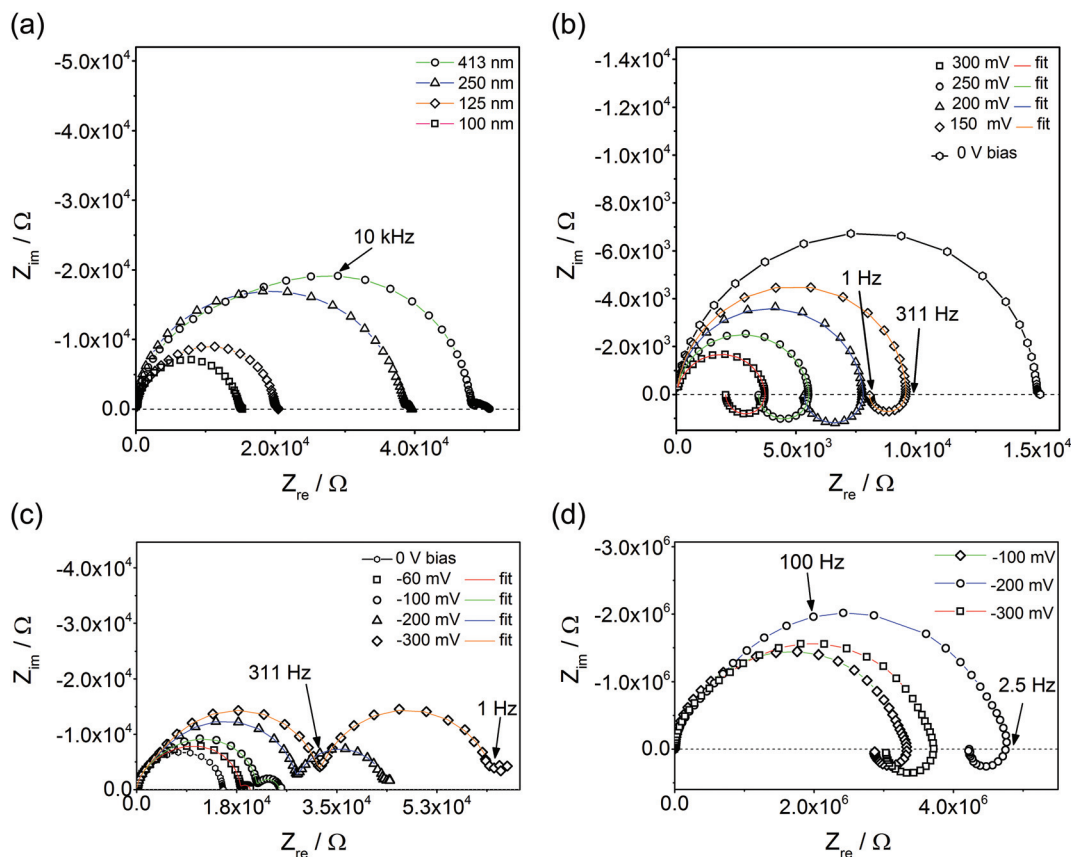 (a)
-5.0x10⁴
-4.0x10⁴
-3.0x10⁴
-2.0x10⁴
-1.0x10⁴
0.0
Z_im / Ω
413 nm
250 nm
125 nm
100 nm
10 kHz
0.0
2.0x10⁴
4.0x10⁴
Z_re / Ω
(b)
-1.4x10⁴
-1.2x10⁴
-1.0x10⁴
-8.0x10³
-6.0x10³
-4.0x10³
-2.0x10³
0.0
Z_im / Ω
300 mV fit
250 mV fit
200 mV fit
150 mV fit
0 V bias
1 Hz
311 Hz
0.0
5.0x10³
1.0x10⁴
1.5x10⁴
Z_re / Ω
(c)
-4.0x10⁴
-3.0x10⁴
-2.0x10⁴
-1.0x10⁴
0.0
Z_im / Ω
0 V bias
-60 mV fit
-100 mV fit
-200 mV fit
-300 mV fit
311 Hz
1 Hz
0.0
1.8x10⁴
3.5x10⁴
5.3x10⁴
Z_re / Ω
(d)
-3.0x10⁶
-2.0x10⁶
-1.0x10⁶
0.0
Z_im / Ω
-100 mV
-200 mV
-300 mV
100 Hz
2.5 Hz
0.0
2.0x10⁶
4.0x10⁶
Z_re / Ω